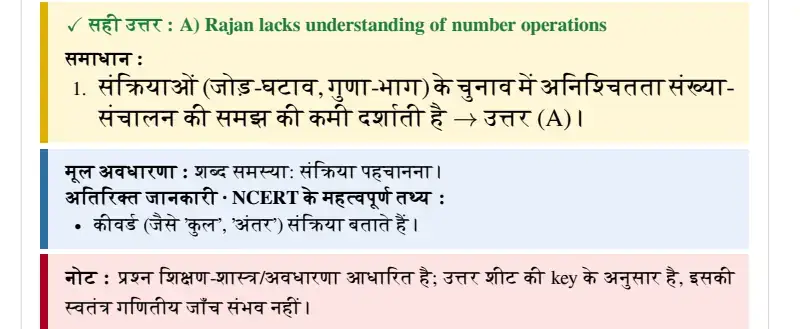 ✓ सही उत्तर : A) Rajan lacks understanding of number operations
समाधान :
1. संक्रियाओं (जोड़-घटाव, गुणा-भाग) के चुनाव में अनिश्चितता संख्या-
संचालन की समझ की कमी दर्शाती है → उत्तर (A)।
मूल अवधारणा : शब्द समस्या: संक्रिया पहचानना।
अतिरिक्त जानकारी · NCERT के महत्वपूर्ण तथ्य :
• कीवर्ड (जैसे 'कुल', 'अंतर') संक्रिया बताते हैं।
नोट : प्रश्न शिक्षण-शास्त्र/अवधारणा आधारित है; उत्तर शीट की key के अनुसार है, इसकी
स्वतंत्र गणितीय जाँच संभव नहीं।